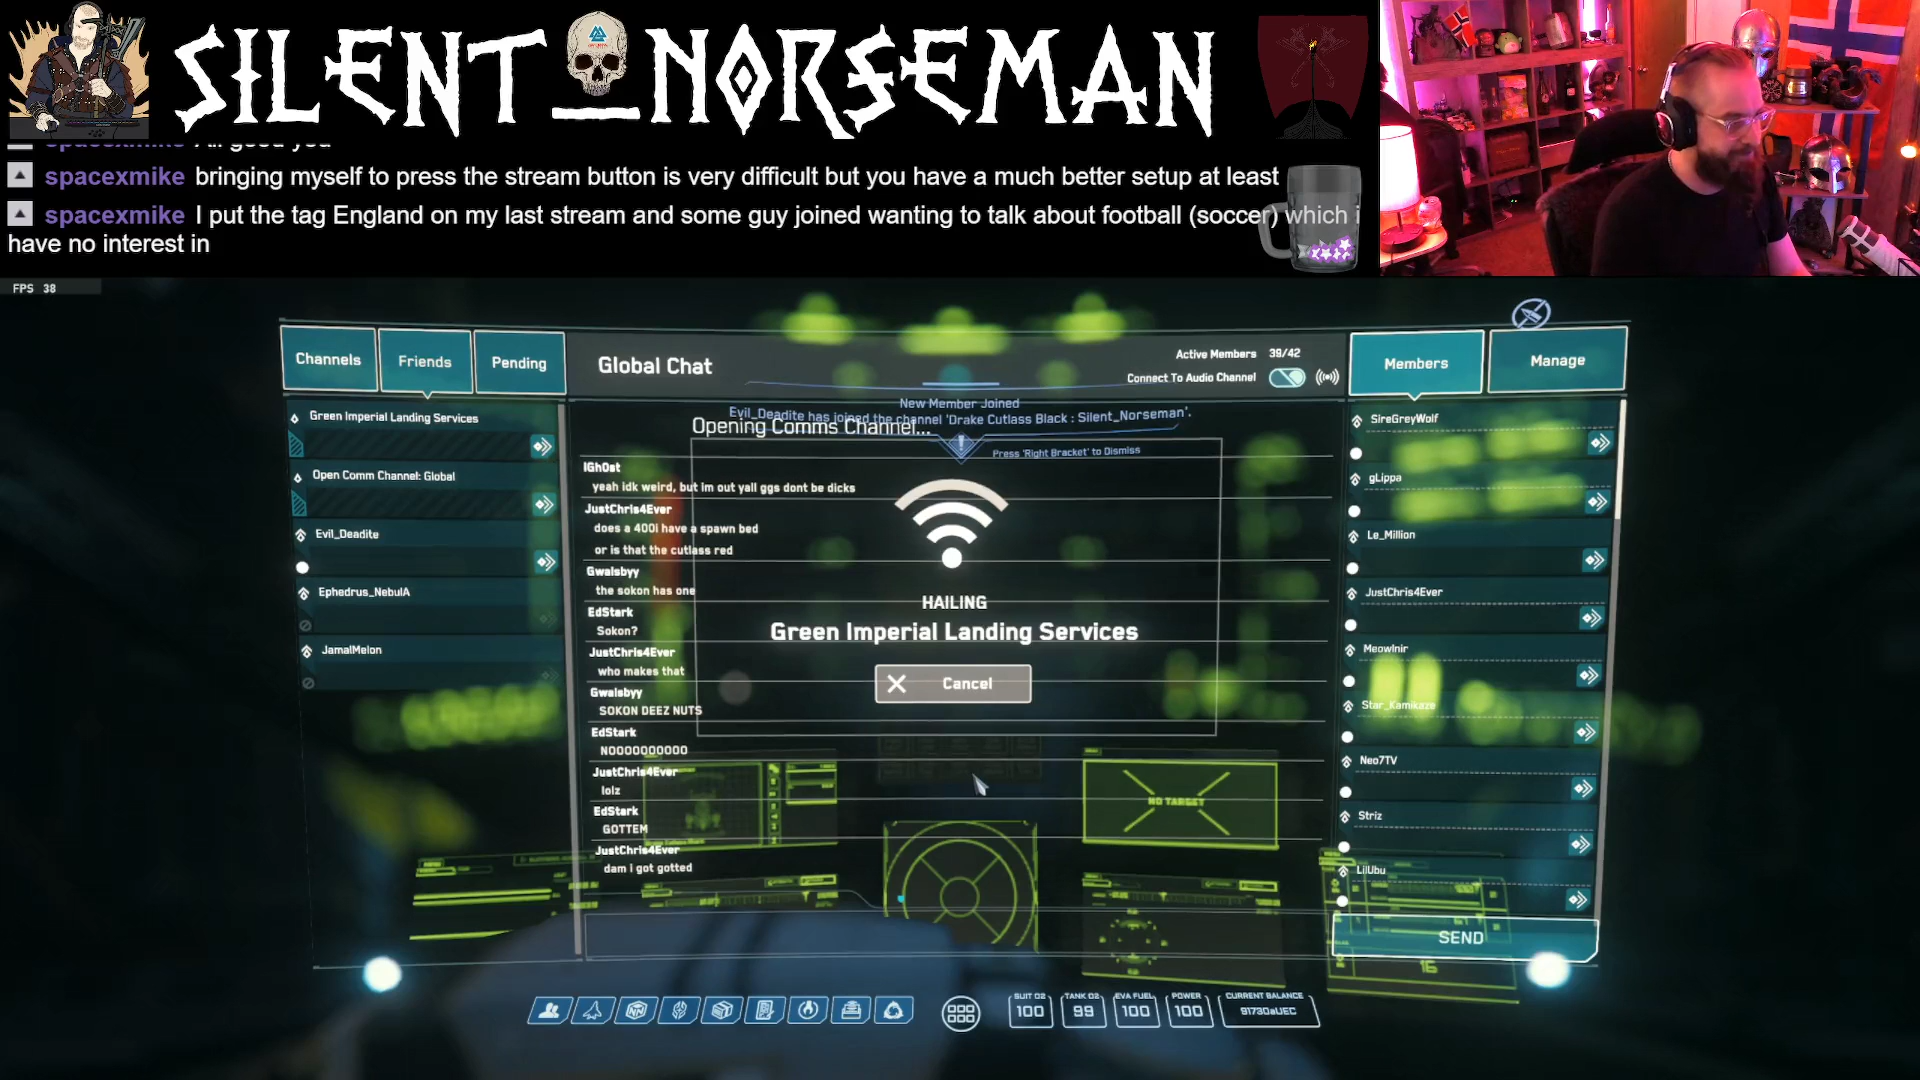 SILENT_NORSEMAN
spacexmike All good you
spacexmike bringing myself to press the stream button is very difficult but you have a much better setup at least
spacexmike I put the tag England on my last stream and some guy joined wanting to talk about football (soccer) which i
have no interest in
FPS 38
Channels
Friends
Pending
Global Chat
Active Members 39/42
Connect To Audio Channel
Members
Manage
Green Imperial Landing Services
Open Comm Channel: Global
Evil_Deadite
Ephedrus_NebulA
JamalMelon
New Member Joined
Evil_Deadite has joined the channel 'Drake Cutlass Black : Silent_Norseman'.
Opening Comms Channel...
Press 'Right Bracket' to Dismiss
IGh0st
yeah idk weird, but im out yall ggs dont be dicks
JustChris4Ever
does a 400i have a spawn bed
or is that the cutlass red
Gwalsbyy
the sokon has one
EdStark
Sokon?
JustChris4Ever
who makes that
Gwalsbyy
SOKON DEEZ NUTS
EdStark
NOOOOOOOOOO
JustChris4Ever
lolz
EdStark
GOTTEM
JustChris4Ever
dam i got gotted
HAILING
Green Imperial Landing Services
Cancel
NO TARGET
SireGreyWolf
gLippa
Le_Million
JustChris4Ever
Meowlnir
Star_Kamikaze
Neo7TV
Striz
LilUbu
SEND
16
SUIT O2
100
TANK O2
99
EVA FUEL
100
POWER
100
CURRENT BALANCE
91730aUEC